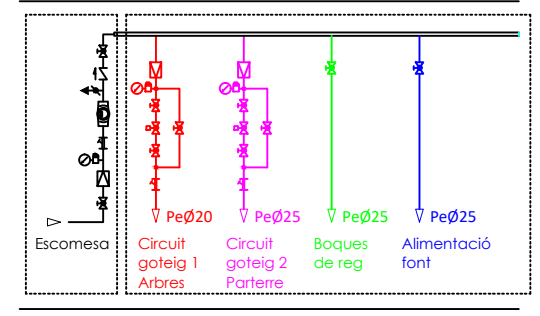 PeØ20
PeØ25
PeØ25
PeØ25
Escomesa
Circuit
goteig 1
Arbres
Circuit
goteig 2
Parterre
Boques
de reg
Alimentació
font